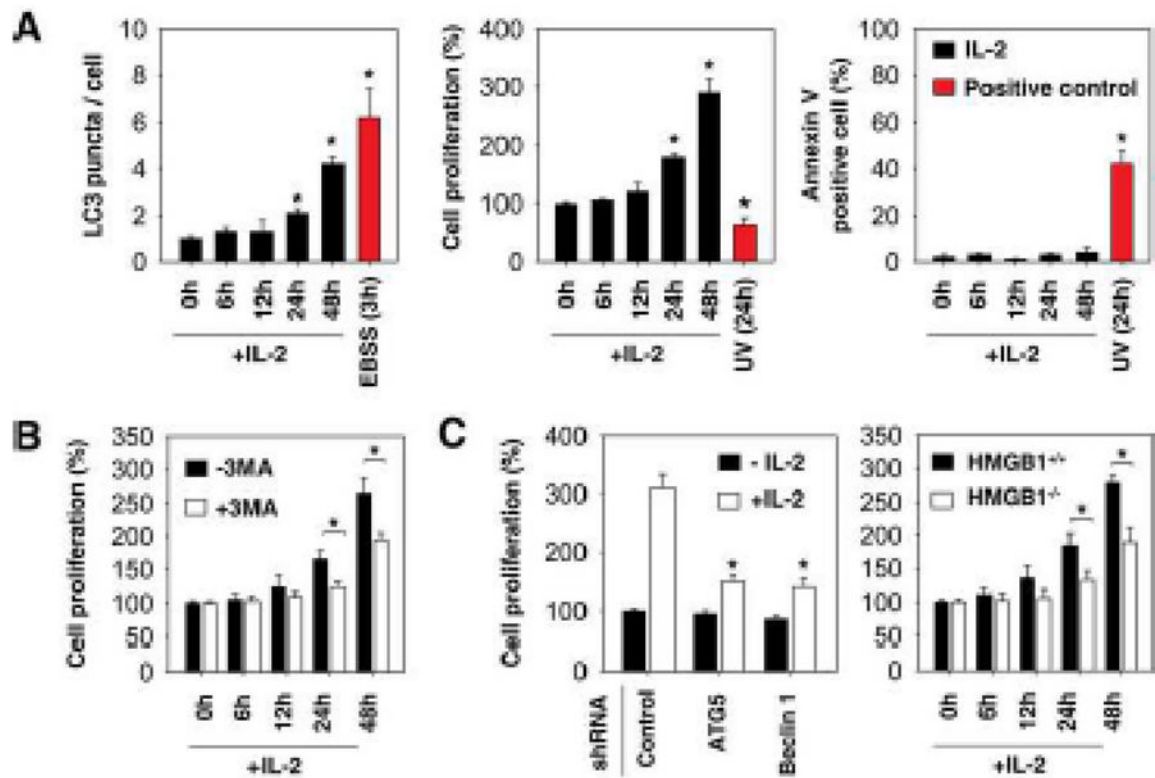 A
LC3 puncta / cell
10
8
6
4
2
0
*
*
*
0h
6h
12h
24h
48h
EBSS (3h)
+IL-2
Cell proliferation (%)
400
300
200
100
0
*
*
*
0h
6h
12h
24h
48h
UV (24h)
+IL-2
Annexin V
positive cell (%)
100
80
60
40
20
0
IL-2
Positive control
*
0h
6h
12h
24h
48h
UV (24h)
+IL-2
B
Cell proliferation (%)
350
300
250
200
150
100
50
0
-3MA
+3MA
*
*
0h
6h
12h
24h
48h
+IL-2
C
Cell proliferation (%)
400
300
200
100
0
- IL-2
+IL-2
*
*
shRNA
Control
ATG5
Beclin 1
350
300
250
200
150
100
50
0
HMGB1+/+
HMGB1-/-
*
*
0h
6h
12h
24h
48h
+IL-2